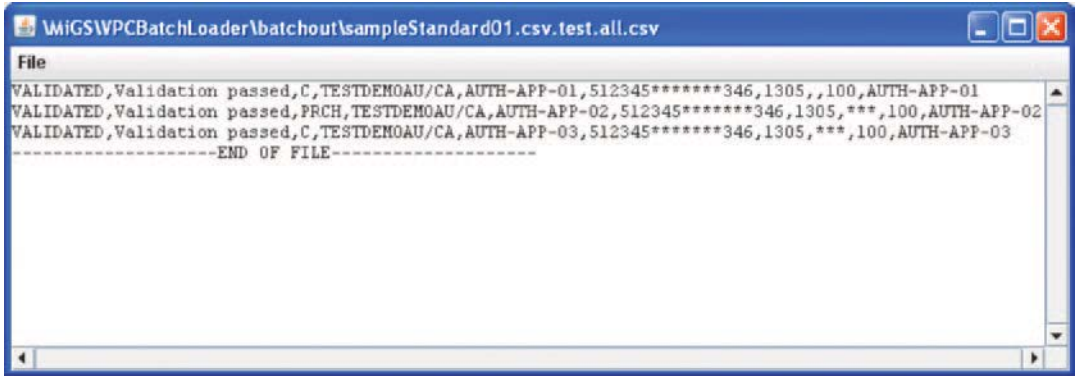 \MiGS\VPCBatchLoader\batchout\sampleStandard01.csv.test.all.csv
File
VALIDATED,Validation passed,C,TESTDEMOAU/CA,AUTH-APP-01,512345*******346,1305,,100,AUTH-APP-01
VALIDATED,Validation passed,PRCH,TESTDEMOAU/CA,AUTH-APP-02,512345*******346,1305,***,100,AUTH-APP-02
VALIDATED,Validation passed,C,TESTDEMOAU/CA,AUTH-APP-03,512345*******346,1305,***,100,AUTH-APP-03
--------------------END OF FILE--------------------